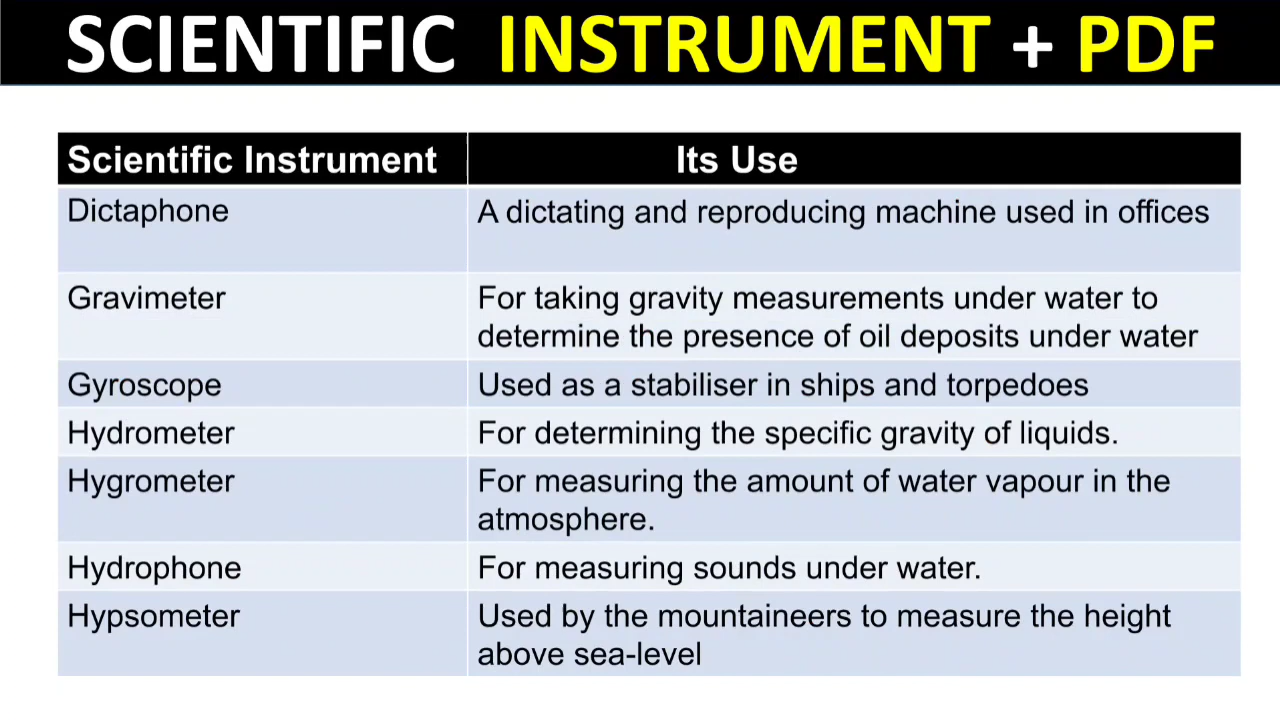 SCIENTIFIC INSTRUMENT + PDF
Scientific Instrument Its Use
Dictaphone A dictating and reproducing machine used in offices
Gravimeter For taking gravity measurements under water to
determine the presence of oil deposits under water
Gyroscope Used as a stabiliser in ships and torpedoes
Hydrometer For determining the specific gravity of liquids.
Hygrometer For measuring the amount of water vapour in the
atmosphere.
Hydrophone For measuring sounds under water.
Hypsometer Used by the mountaineers to measure the height
above sea-level